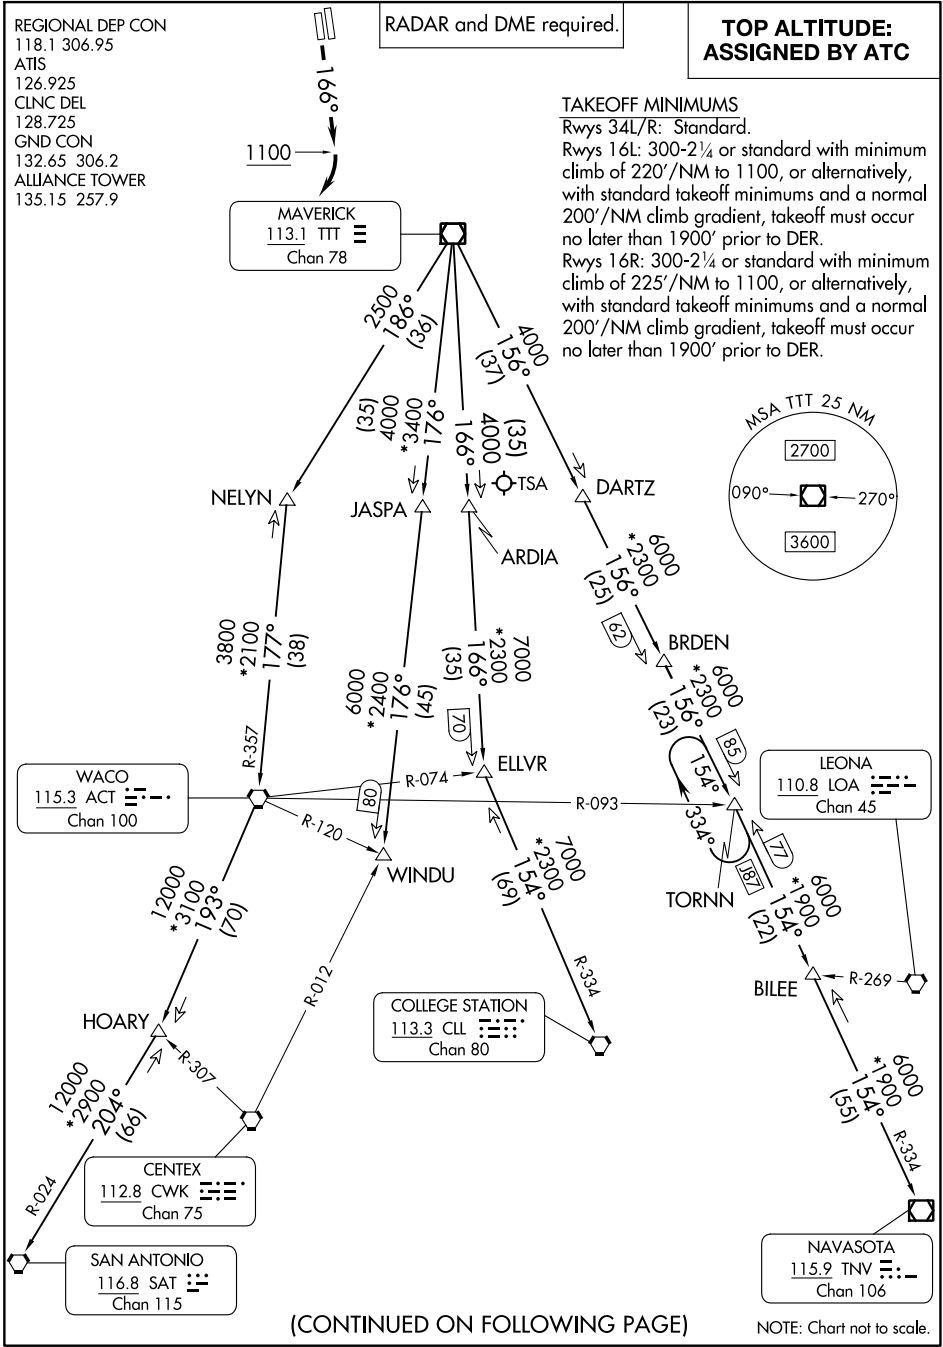 REGIONAL DEP CON
118.1 306.95
ATIS
126.925
CLNC DEL
128.725
GND CON
132.65 306.2
ALLIANCE TOWER
135.15 257.9
RADAR and DME required.
TOP ALTITUDE:
ASSIGNED BY ATC
166°
1100
TAKEOFF MINIMUMS
Rwys 34L/R: Standard.
Rwys 16L: 300-2¼ or standard with minimum
climb of 220'/NM to 1100, or alternatively,
with standard takeoff minimums and a normal
200'/NM climb gradient, takeoff must occur
no later than 1900' prior to DER.
Rwys 16R: 300-2¼ or standard with minimum
climb of 225'/NM to 1100, or alternatively,
with standard takeoff minimums and a normal
200'/NM climb gradient, takeoff must occur
no later than 1900' prior to DER.
MAVERICK
113.1 TTT
Chan 78
2500
186°
(36)
(35)
4000
*3400
176°
(35)
4000
166°
4000
156°
(37)
MSA TTT 25 NM
2700
090°
270°
3600
NELYN
JASPA
TSA
ARDIA
DARTZ
3800
*2100
177°
(38)
R-357
6000
*2400
176°
(45)
80
7000
*2300
166°
(35)
70
6000
*2300
156°
(25)
62
BRDEN
6000
*2300
156°
(23)
85
WACO
115.3 ACT
Chan 100
R-074
ELLVR
R-093
R-120
WINDU
154°
334°
TORNN
J87
77
LEONA
110.8 LOA
Chan 45
12000
*3100
193°
(70)
7000
*2300
154°
(69)
R-334
6000
*1900
154°
(22)
BILEE
R-269
HOARY
R-307
R-012
COLLEGE STATION
113.3 CLL
Chan 80
12000
*2900
204°
(66)
R-024
6000
*1900
154°
(55)
R-334
CENTEX
112.8 CWK
Chan 75
SAN ANTONIO
116.8 SAT
Chan 115
NAVASOTA
115.9 TNV
Chan 106
(CONTINUED ON FOLLOWING PAGE)
NOTE: Chart not to scale.